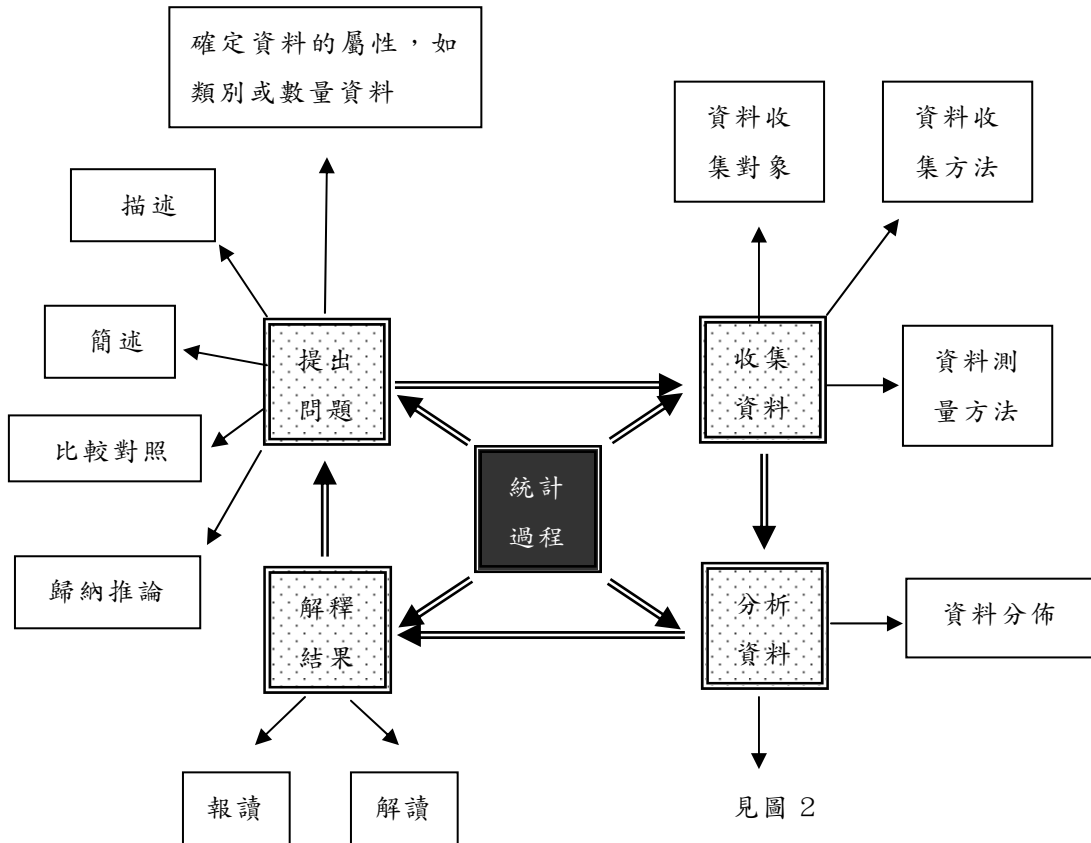 確定資料的屬性，如
類別或數量資料
資料收
集對象
資料收
集方法
描述
簡述
提出
問題
收集
資料
資料測
量方法
比較對照
統計
過程
歸納推論
解釋
結果
分析
資料
資料分佈
報讀
解讀
見圖 2